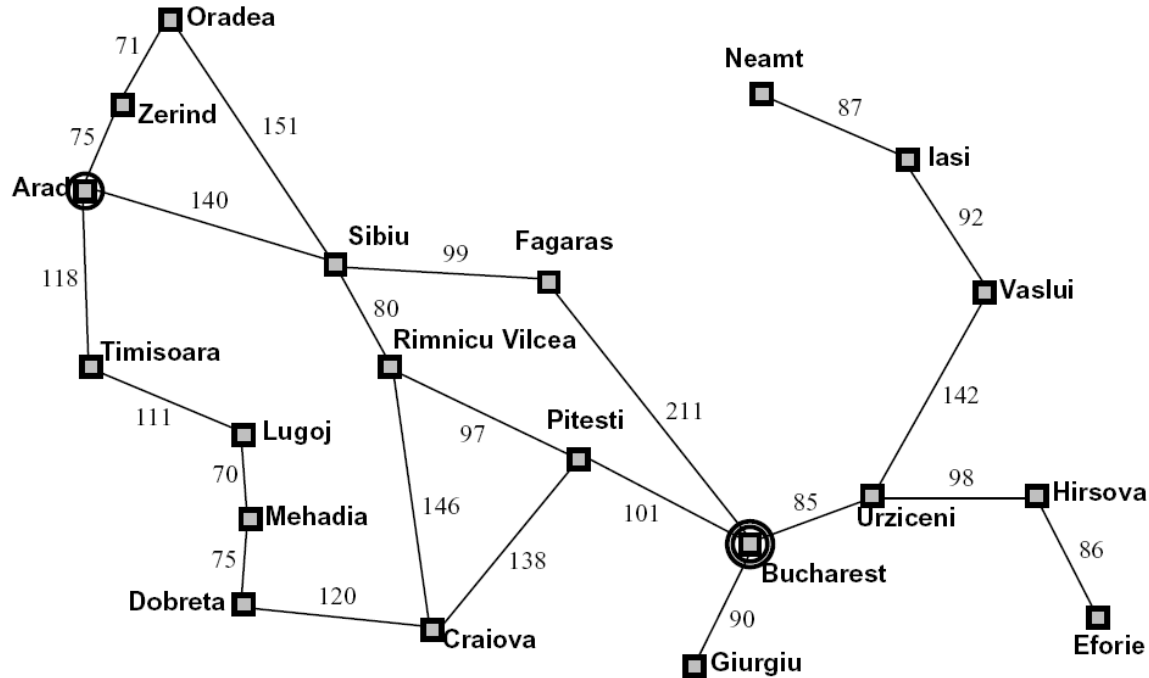 Oradea
71
Neamt
Zerind
87
75
151
Iasi
Arad
140
92
Sibiu
Fagaras
99
118
Vaslui
80
Timisoara
Rimnicu Vilcea
142
111
211
Lugoj
97
Pitesti
70
98
Hirsova
Mehadia
146
101
85
Urziceni
75
138
86
Bucharest
Dobreta
120
90
Craiova
Eforie
Giurgiu